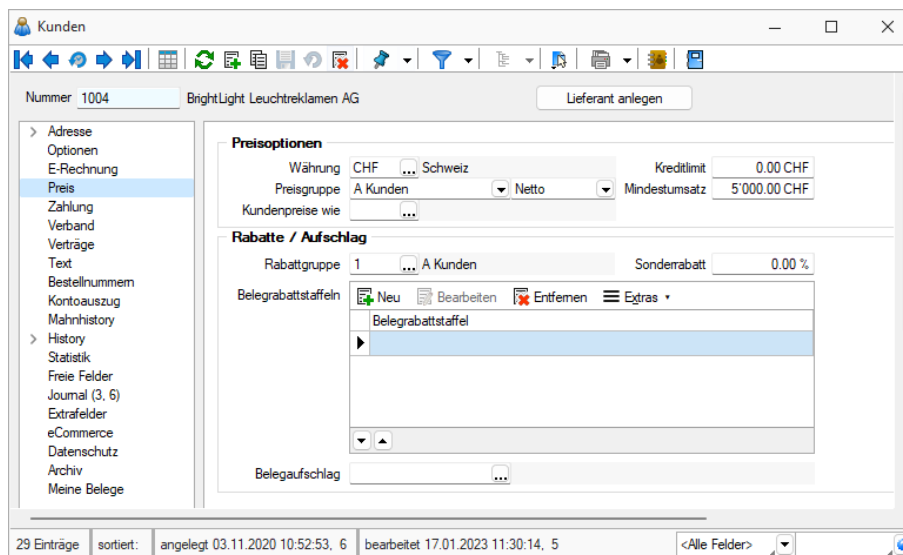 Kunden
Nummer 1004 BrightLight Leuchtreklamen AG Lieferant anlegen
Adresse
Optionen
E-Rechnung
Preis
Zahlung
Verband
Verträge
Text
Bestellnummern
Kontoauszug
Mahnhistory
History
Statistik
Freie Felder
Journal (3, 6)
Extrafelder
eCommerce
Datenschutz
Archiv
Meine Belege
Preisoptionen
Währung CHF ... Schweiz Kreditlimit 0.00 CHF
Preisgruppe A Kunden Netto Mindestumsatz 5'000.00 CHF
Kundenpreise wie ...
Rabatte / Aufschlag
Rabattgruppe 1 ... A Kunden Sonderrabatt 0.00 %
Belegrabattstaffeln Neu Bearbeiten Entfernen Extras
Belegrabattstaffel
Belegaufschlag ...
29 Einträge sortiert: angelegt 03.11.2020 10:52:53, 6 bearbeitet 17.01.2023 11:30:14, 5 <Alle Felder>